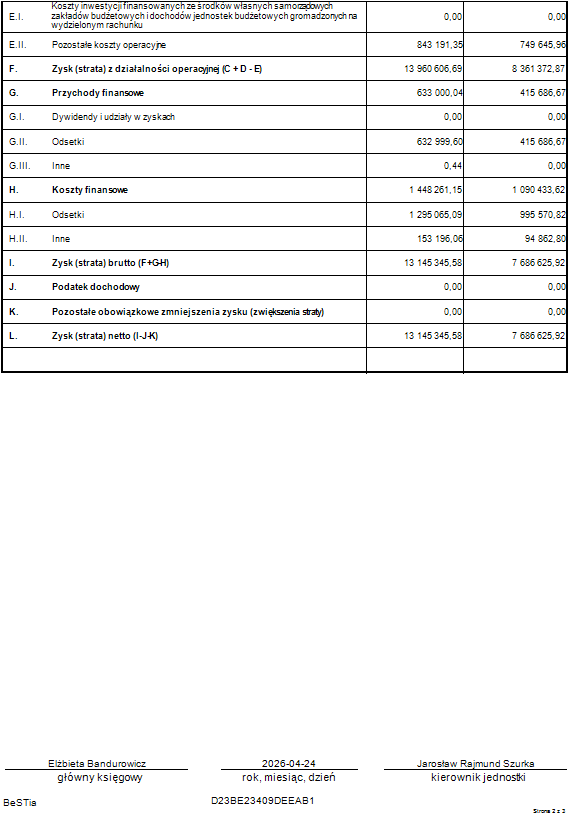 E.I. Koszty inwestycji finansowanych ze środków własnych samorządowych
zakładów budżetowych i dochodów jednostek budżetowych gromadzonych na
wydzielonym rachunku 0,00 0,00
E.II. Pozostałe koszty operacyjne 843 191,35 749 645,96
F. Zysk (strata) z działalności operacyjnej (C + D - E) 13 960 606,69 8 361 372,87
G. Przychody finansowe 633 000,04 415 686,67
G.I. Dywidendy i udziały w zyskach 0,00 0,00
G.II. Odsetki 632 999,60 415 686,67
G.III. Inne 0,44 0,00
H. Koszty finansowe 1 448 261,15 1 090 433,62
H.I. Odsetki 1 295 065,09 995 570,82
H.II. Inne 153 196,06 94 862,80
I. Zysk (strata) brutto (F+G-H) 13 145 345,58 7 686 625,92
J. Podatek dochodowy 0,00 0,00
K. Pozostałe obowiązkowe zmniejszenia zysku (zwiększenia straty) 0,00 0,00
L. Zysk (strata) netto (I-J-K) 13 145 345,58 7 686 625,92
Elżbieta Bandurowicz 2026-04-24 Jarosław Rajmund Szurka
główny księgowy rok, miesiąc, dzień kierownik jednostki
BeSTia D23BE23409DEEAB1
Strona 2 z 3